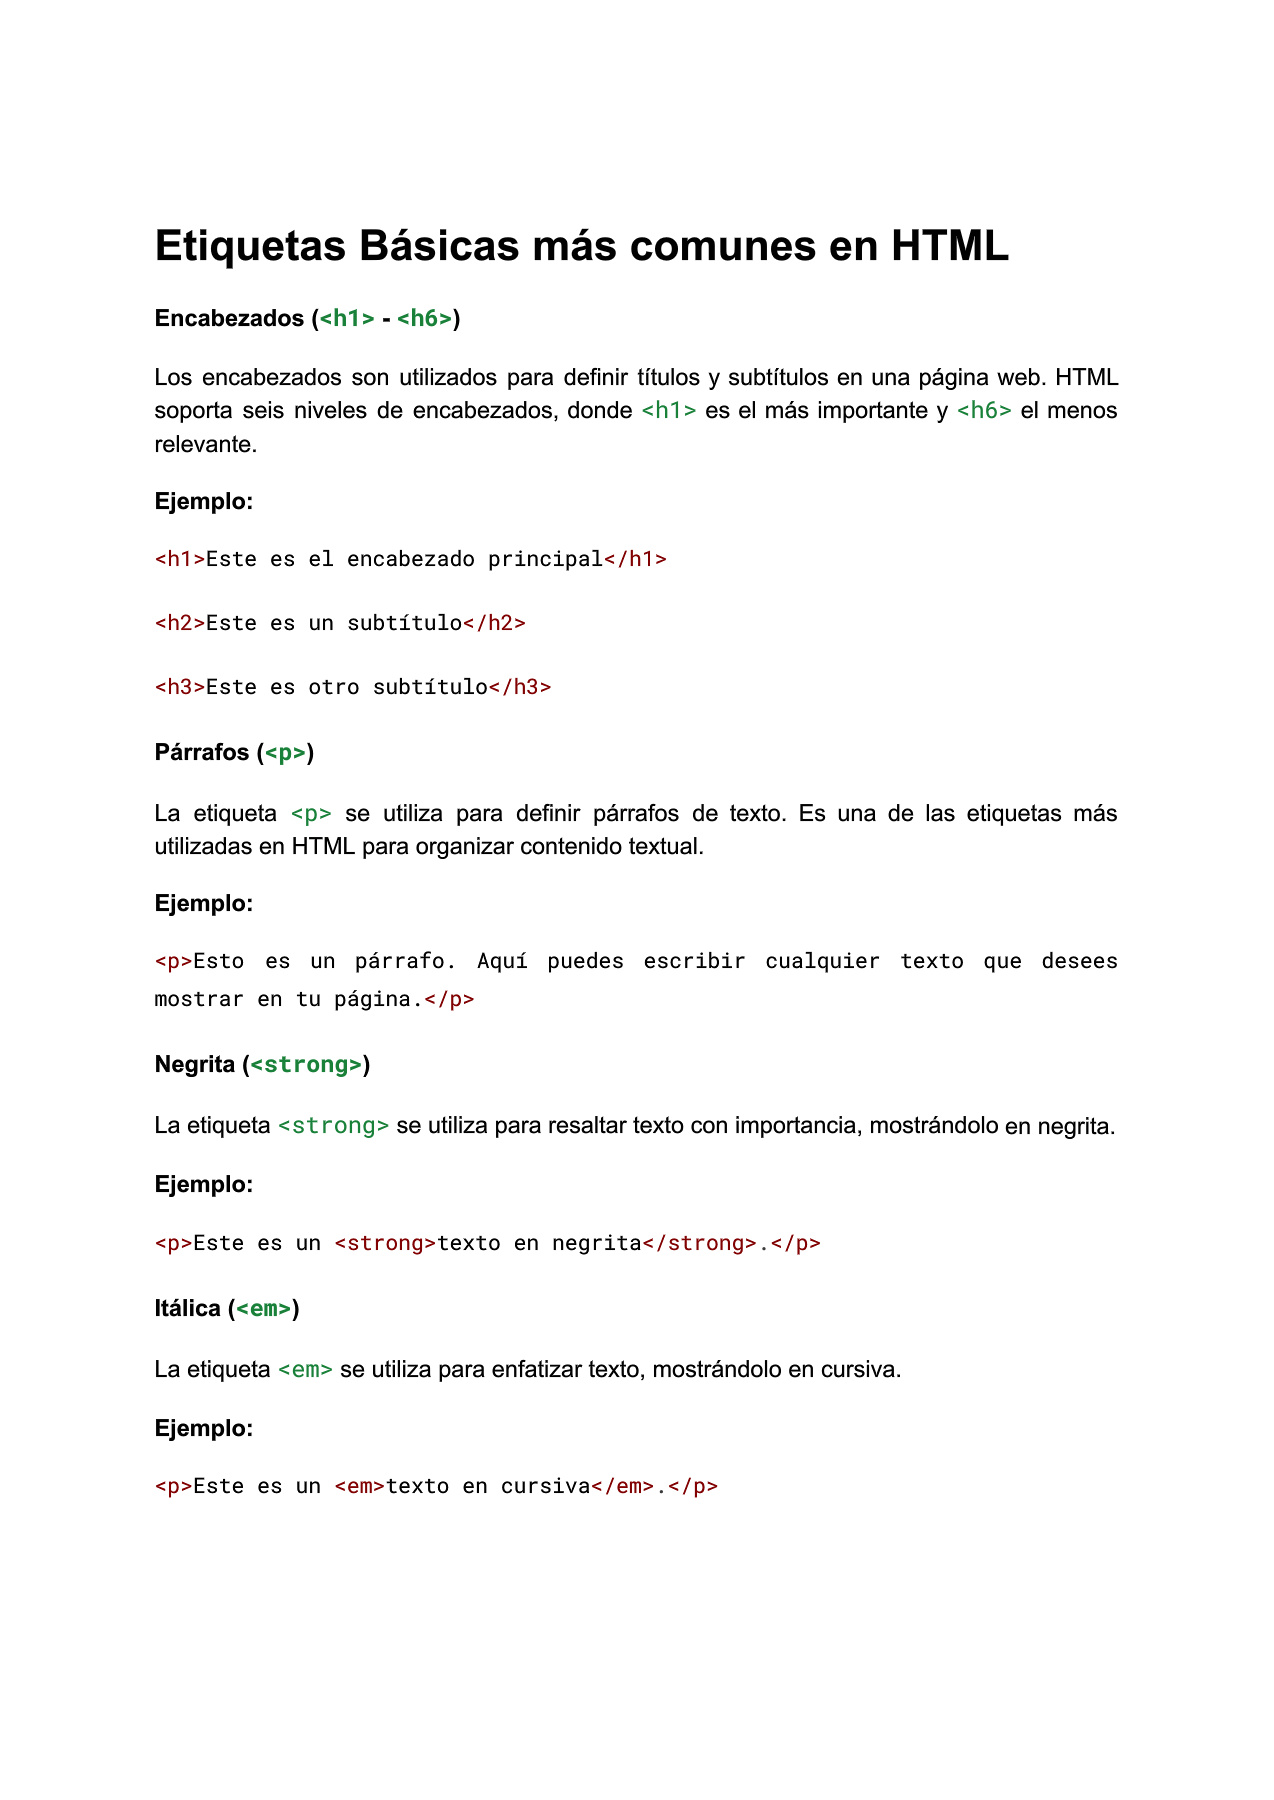 Etiquetas Básicas más comunes en HTML
Encabezados (<h1> - <h6>)
Los encabezados son utilizados para definir títulos y subtítulos en una página web. HTML
soporta seis niveles de encabezados, donde <h1> es el más importante y <h6> el menos
relevante.
Ejemplo:
<h1>Este es el encabezado principal</h1>
<h2>Este es un subtítulo</h2>
<h3>Este es otro subtítulo</h3>
Párrafos (<p>)
La etiqueta <p> se utiliza para definir párrafos de texto. Es una de las etiquetas más
utilizadas en HTML para organizar contenido textual.
Ejemplo:
<p>Esto es un párrafo. Aquí puedes escribir cualquier texto que desees
mostrar en tu página.</p>
Negrita (<strong>)
La etiqueta <strong> se utiliza para resaltar texto con importancia, mostrándolo en negrita.
Ejemplo:
<p>Este es un <strong>texto en negrita</strong>.</p>
Itálica (<em>)
La etiqueta <em> se utiliza para enfatizar texto, mostrándolo en cursiva.
Ejemplo:
<p>Este es un <em>texto en cursiva</em>.</p>